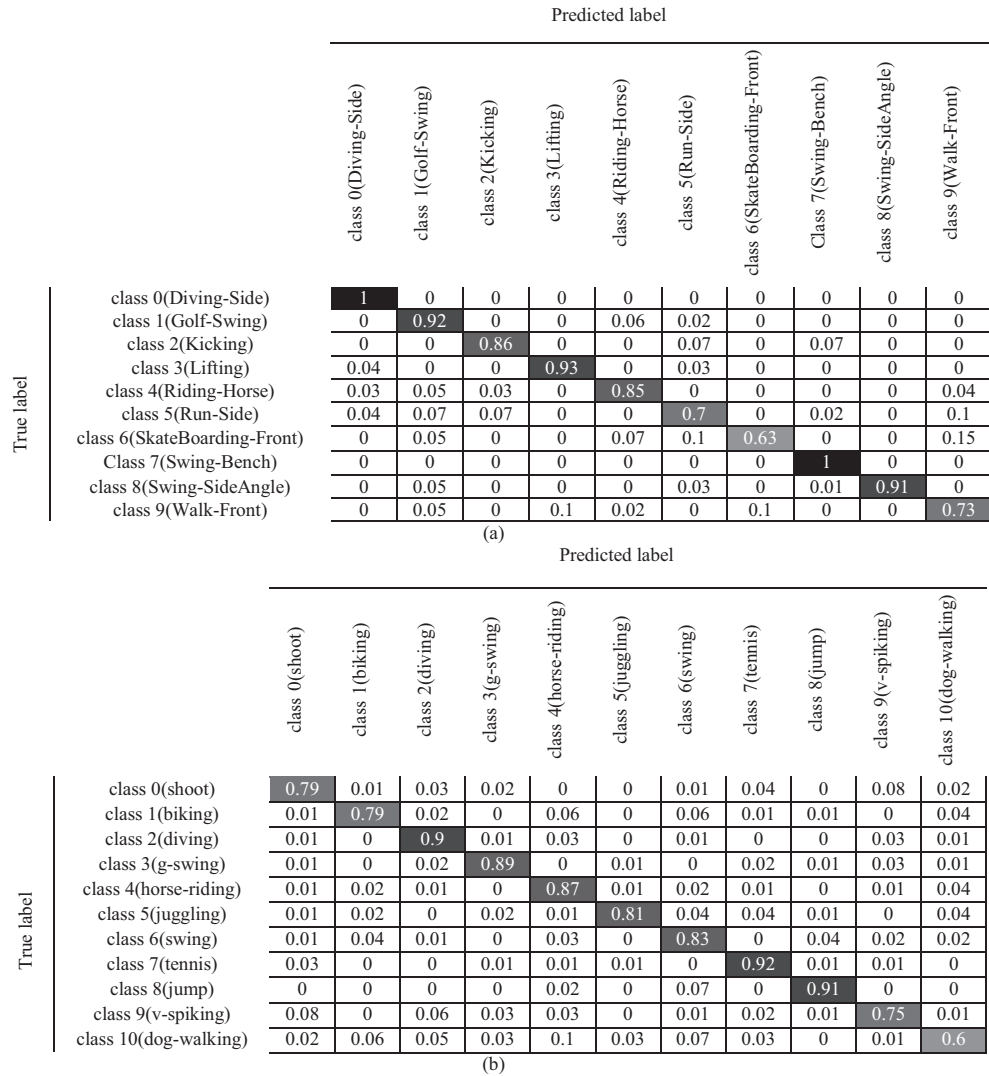 Predicted label
class 0(Diving-Side) class 1(Golf-Swing) class 2(Kicking) class 3(Lifting) class 4(Riding-Horse) class 5(Run-Side) class 6(SkateBoarding-Front) Class 7(Swing-Bench) class 8(Swing-SideAngle) class 9(Walk-Front)
True label
class 0(Diving-Side) 1 0 0 0 0 0 0 0 0 0
class 1(Golf-Swing) 0 0.92 0 0 0.06 0.02 0 0 0 0
class 2(Kicking) 0 0 0.86 0 0 0.07 0 0.07 0 0
class 3(Lifting) 0.04 0 0 0.93 0 0.03 0 0 0 0
class 4(Riding-Horse) 0.03 0.05 0.03 0 0.85 0 0 0 0 0.04
class 5(Run-Side) 0.04 0.07 0.07 0 0 0.7 0 0.02 0 0.1
class 6(SkateBoarding-Front) 0 0.05 0 0 0.07 0.1 0.63 0 0 0.15
Class 7(Swing-Bench) 0 0 0 0 0 0 0 1 0 0
class 8(Swing-SideAngle) 0 0.05 0 0 0 0.03 0 0.01 0.91 0
class 9(Walk-Front) 0 0.05 0 0.1 0.02 0 0.1 0 0 0.73
(a)
Predicted label
class 0(shoot) class 1(biking) class 2(diving) class 3(g-swing) class 4(horse-riding) class 5(juggling) class 6(swing) class 7(tennis) class 8(jump) class 9(v-spiking) class 10(dog-walking)
True label
class 0(shoot) 0.79 0.01 0.03 0.02 0 0 0.01 0.04 0 0.08 0.02
class 1(biking) 0.01 0.79 0.02 0 0.06 0 0.06 0.01 0.01 0 0.04
class 2(diving) 0.01 0 0.9 0.01 0.03 0 0.01 0 0 0.03 0.01
class 3(g-swing) 0.01 0 0.02 0.89 0 0.01 0 0.02 0.01 0.03 0.01
class 4(horse-riding) 0.01 0.02 0.01 0 0.87 0.01 0.02 0.01 0 0.01 0.04
class 5(juggling) 0.01 0.02 0 0.02 0.01 0.81 0.04 0.04 0.01 0 0.04
class 6(swing) 0.01 0.04 0.01 0 0.03 0 0.83 0 0.04 0.02 0.02
class 7(tennis) 0.03 0 0 0.01 0.01 0.01 0 0.92 0.01 0.01 0
class 8(jump) 0 0 0 0 0.02 0 0.07 0 0.91 0 0
class 9(v-spiking) 0.08 0 0.06 0.03 0.03 0 0.01 0.02 0.01 0.75 0.01
class 10(dog-walking) 0.02 0.06 0.05 0.03 0.1 0.03 0.07 0.03 0 0.01 0.6
(b)